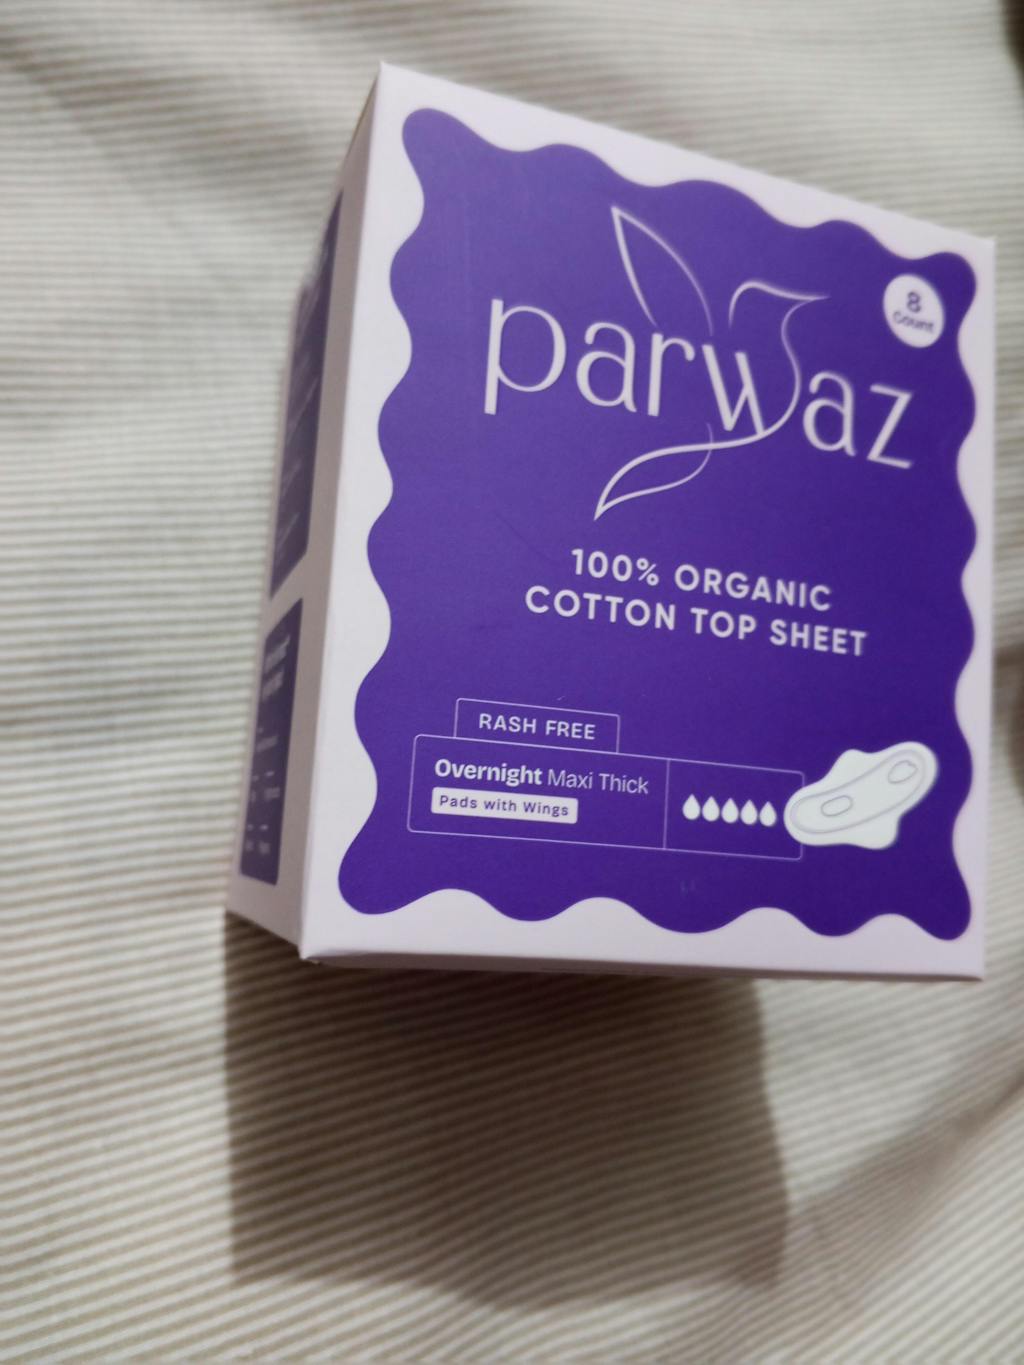 8
Count
parwaz
100% ORGANIC
COTTON TOP SHEET
RASH FREE
Overnight Maxi Thick
Pads with Wings